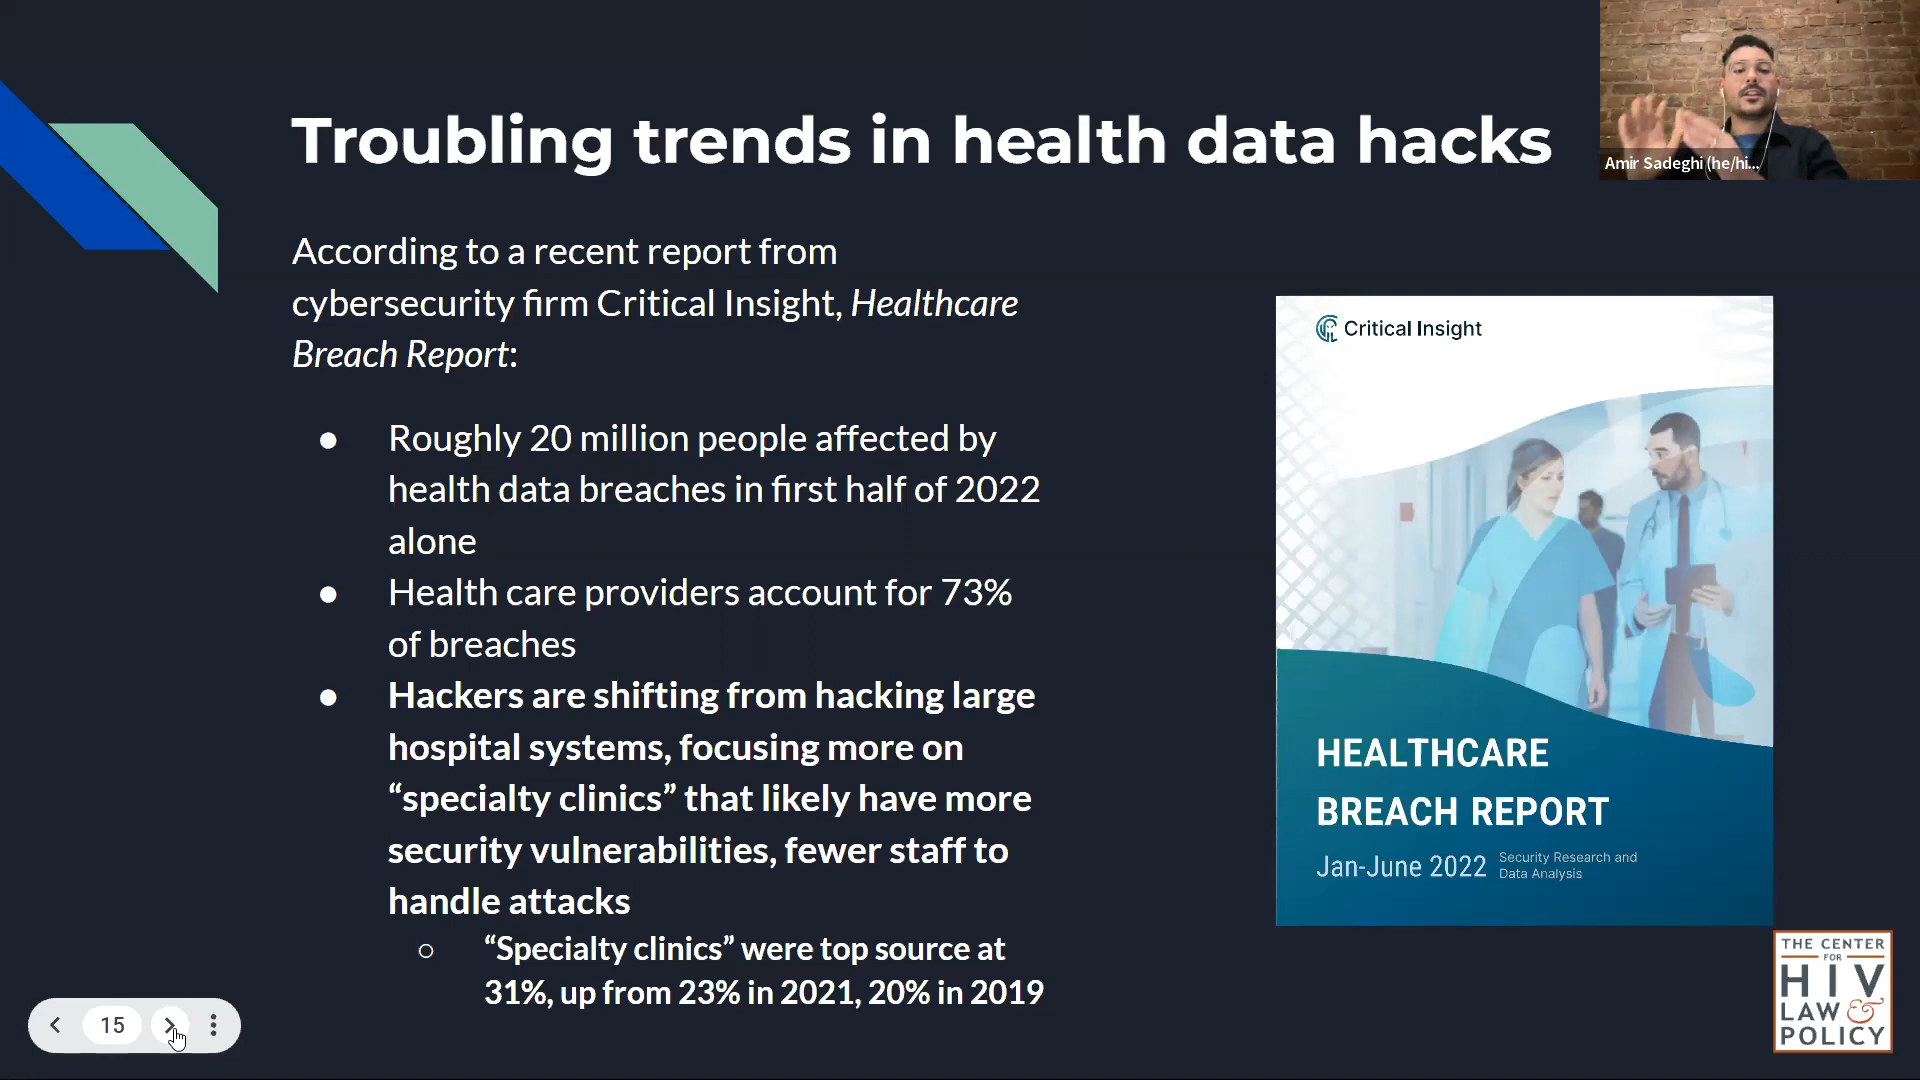 Troubling trends in health data hacks
Amir Sadeghi (he/hi...
According to a recent report from
cybersecurity firm Critical Insight, Healthcare
Breach Report:
● Roughly 20 million people affected by
health data breaches in first half of 2022
alone
● Health care providers account for 73%
of breaches
● Hackers are shifting from hacking large
hospital systems, focusing more on
“specialty clinics” that likely have more
security vulnerabilities, fewer staff to
handle attacks
○ “Specialty clinics” were top source at
31%, up from 23% in 2021, 20% in 2019
Critical Insight
HEALTHCARE
BREACH REPORT
Jan-June 2022
Security Research and
Data Analysis
15
THE CENTER
FOR
HIV
LAW &
POLICY